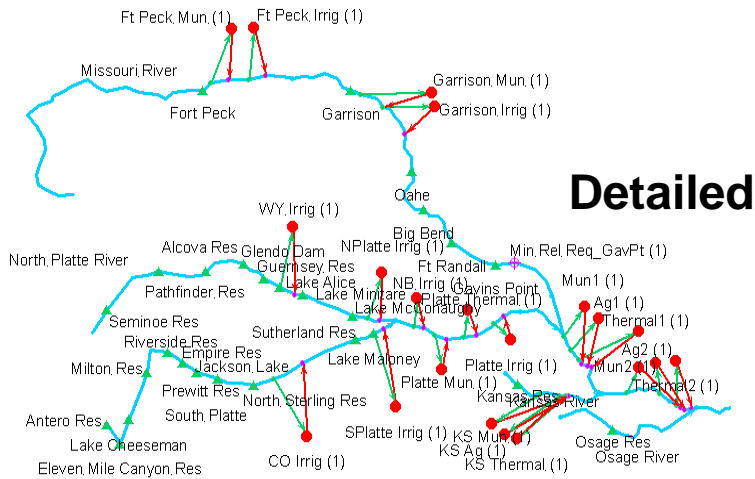 Ft Peck, Mun, (1)
Ft Peck, Irrig (1)
Missouri, River
Fort Peck
Garrison, Mun, (1)
Garrison
Garrison, Irrig (1)
Detailed
Oahe
WY, Irrig (1)
Big Bend
Min, Rel, Req_GavPt (1)
Alcova Res
Glendo Dam
NPlatte Irrig (1)
North, Platte River
Guernsey, Res
Ft Randall
Mun1 (1)
Pathfinder, Res
Lake Alice
NB, Irrig (1)
Gavins Point
Lake Minitare
Platte Thermal, (1)
Ag1 (1)
Lake McConaughy
Seminoe Res
Thermal1 (1)
Sutherland Res
Riverside Res
Ag2 (1)
Empire Res
Lake Maloney
Platte Irrig (1)
Mun2 (1)
Milton, Res
Jackson, Lake
Platte Mun, (1)
Thermal2 (1)
Prewitt Res
Kansas, Res
North, Sterling Res
Kansas River
South, Platte
Antero Res
SPlatte Irrig (1)
KS Mun, (1)
Osage Res
Lake Cheeseman
KS Ag (1)
Osage River
CO Irrig (1)
KS Thermal, (1)
Eleven, Mile Canyon, Res